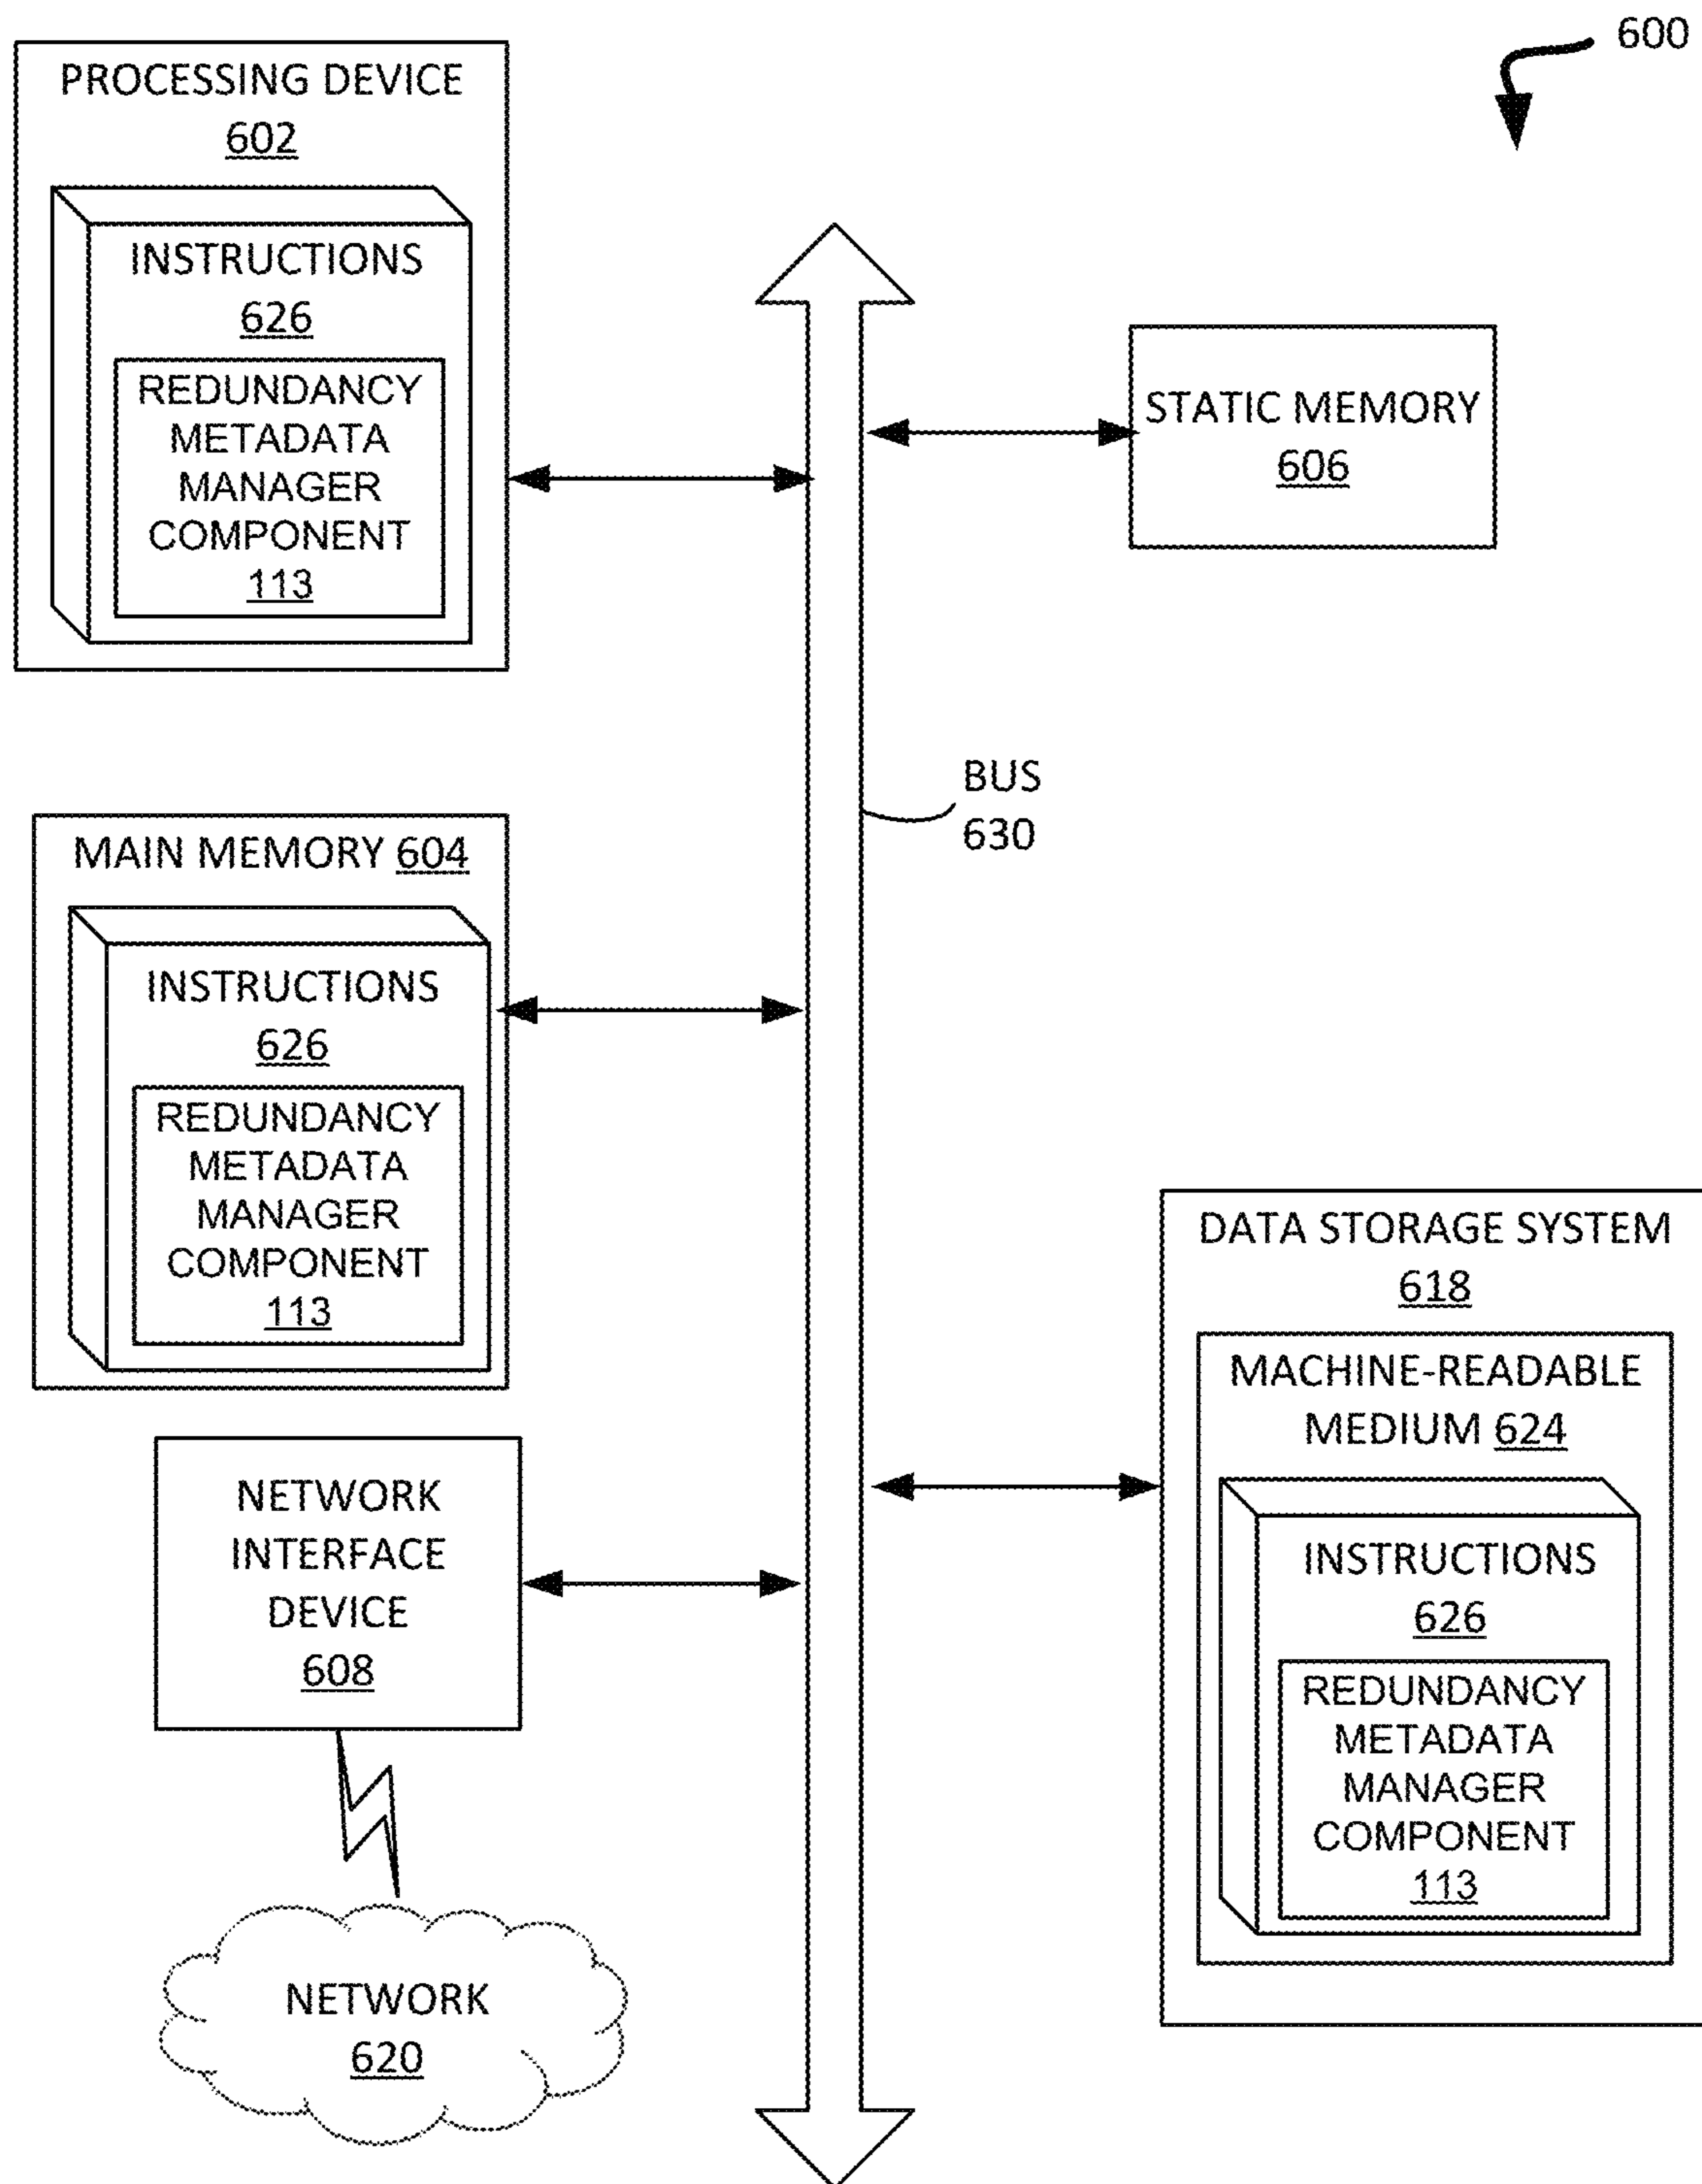 600
PROCESSING DEVICE
602
INSTRUCTIONS
626
REDUNDANCY
METADATA
MANAGER
COMPONENT
113
STATIC MEMORY
606
BUS
630
MAIN MEMORY 604
INSTRUCTIONS
626
REDUNDANCY
METADATA
MANAGER
COMPONENT
113
DATA STORAGE SYSTEM
618
MACHINE-READABLE
MEDIUM 624
INSTRUCTIONS
626
REDUNDANCY
METADATA
MANAGER
COMPONENT
113
NETWORK
INTERFACE
DEVICE
608
NETWORK
620